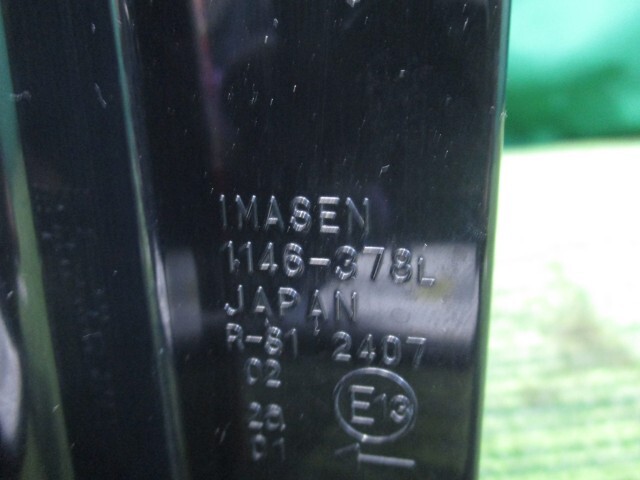 IMASEN
1146-378L
JAPAN
R-81 2407
02
E13
28
01